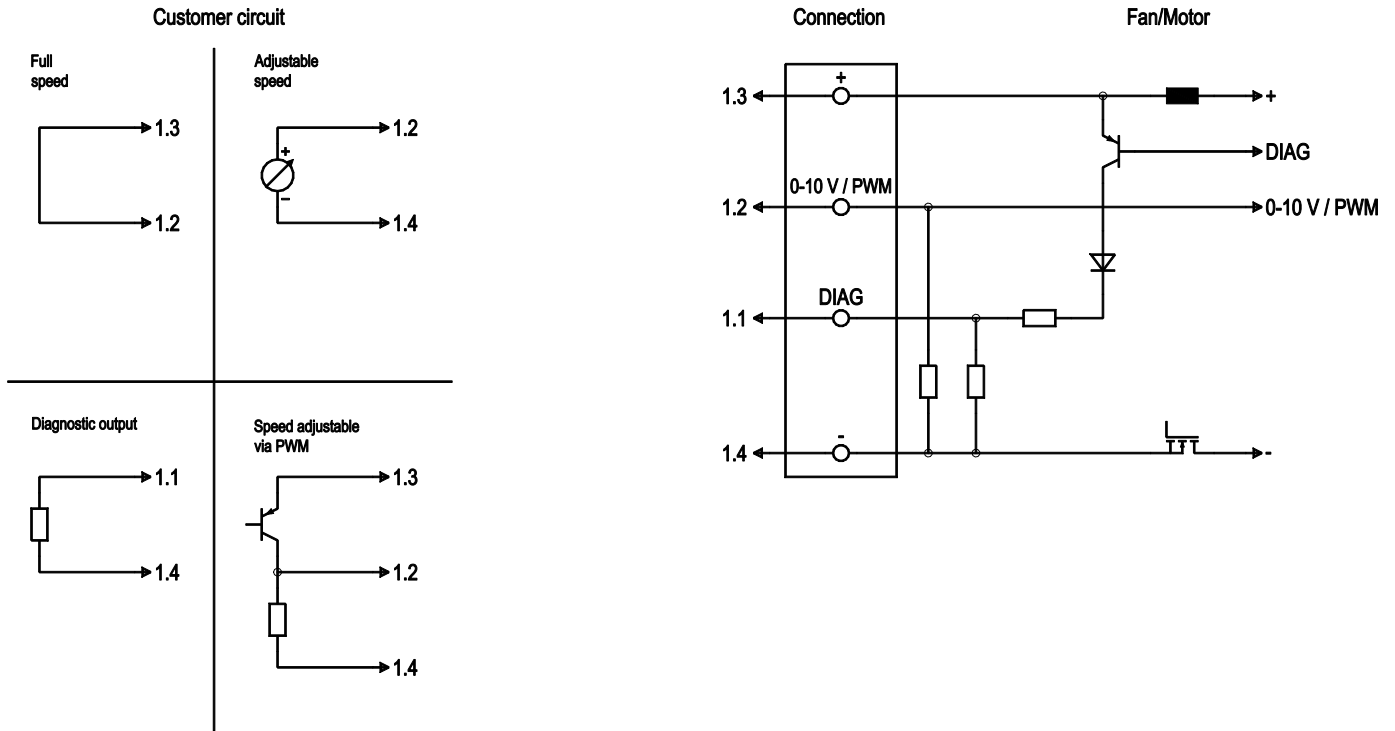 Customer circuit
Connection
Fan/Motor
Full
speed
1.3
1.2
Adjustable
speed
+
1.2
–
1.4
Diagnostic output
1.1
1.4
Speed adjustable
via PWM
1.3
1.2
1.4
+
1.3
+
DIAG
0-10 V / PWM
1.2
0-10 V / PWM
DIAG
1.1
-
1.4
-